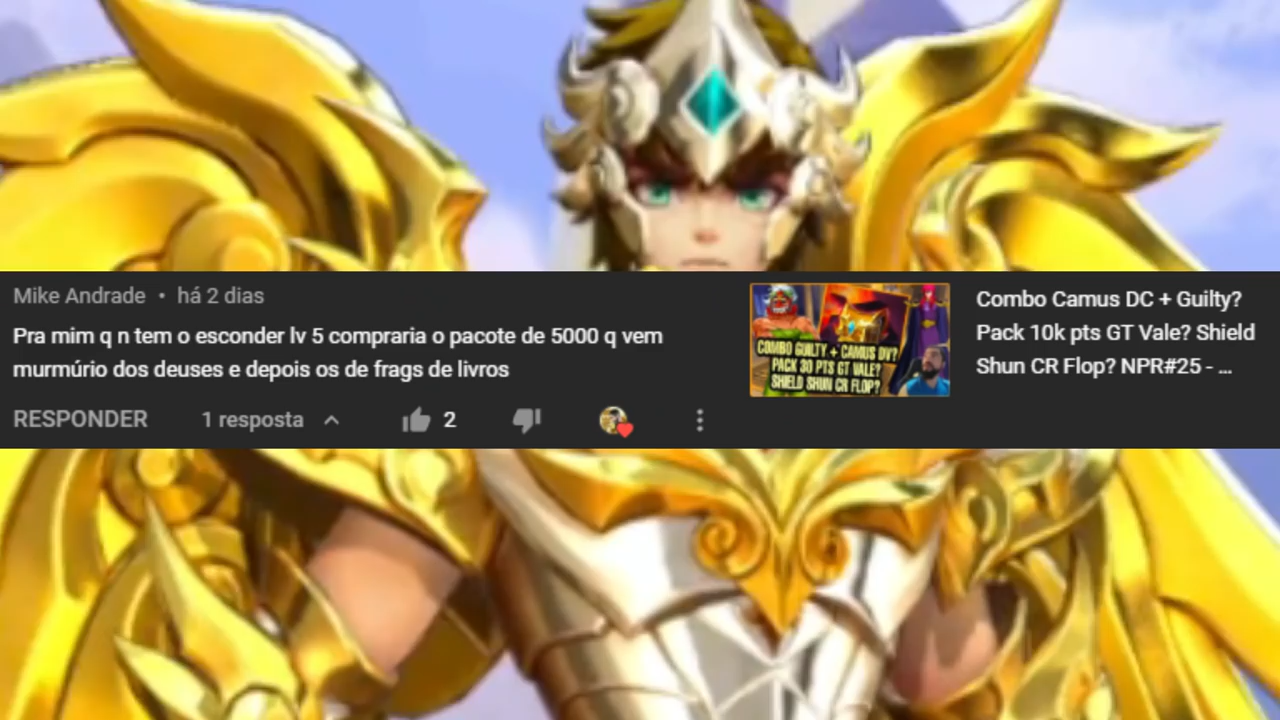 Mike Andrade • há 2 dias
Pra mim q n tem o esconder lv 5 compraria o pacote de 5000 q vem
murmúrio dos deuses e depois os de frags de livros
RESPONDER 1 resposta 2
COMBO GUILTY + CAMUS DV?
PACK 30 PTS GT VALE?
SHIELD SHUN CR FLOP?
Combo Camus DC + Guilty?
Pack 10k pts GT Vale? Shield
Shun CR Flop? NPR#25 - ...